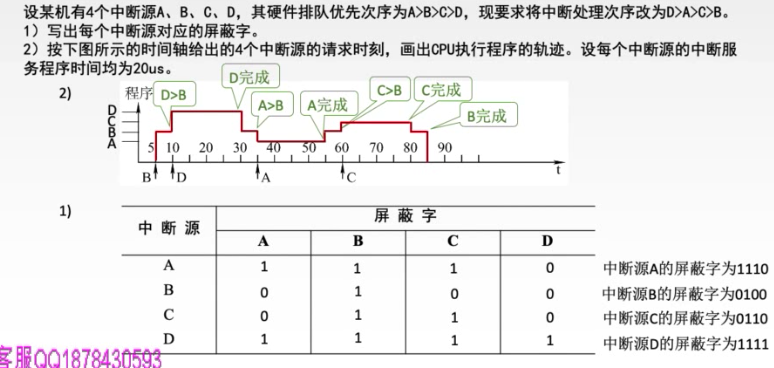 设某机有4个中断源A、B、C、D，其硬件排队优先次序为A>B>C>D，现要求将中断处理次序改为D>A>C>B。
1）写出每个中断源对应的屏蔽字。
2）按下图所示的时间轴给出的4个中断源的请求时刻，画出CPU执行程序的轨迹。设每个中断源的中断服
务程序时间均为20us。
2) 程序 D>B D完成 A>B A完成 C>B C完成 B完成
D
C
B
A
5 10 20 30 40 50 60 70 80 90
B D A C t
1)
中断源 屏蔽字
A B C D
A 1 1 1 0 中断源A的屏蔽字为1110
B 0 1 0 0 中断源B的屏蔽字为0100
C 0 1 1 0 中断源C的屏蔽字为0110
D 1 1 1 1 中断源D的屏蔽字为1111
客服QQ1878430593